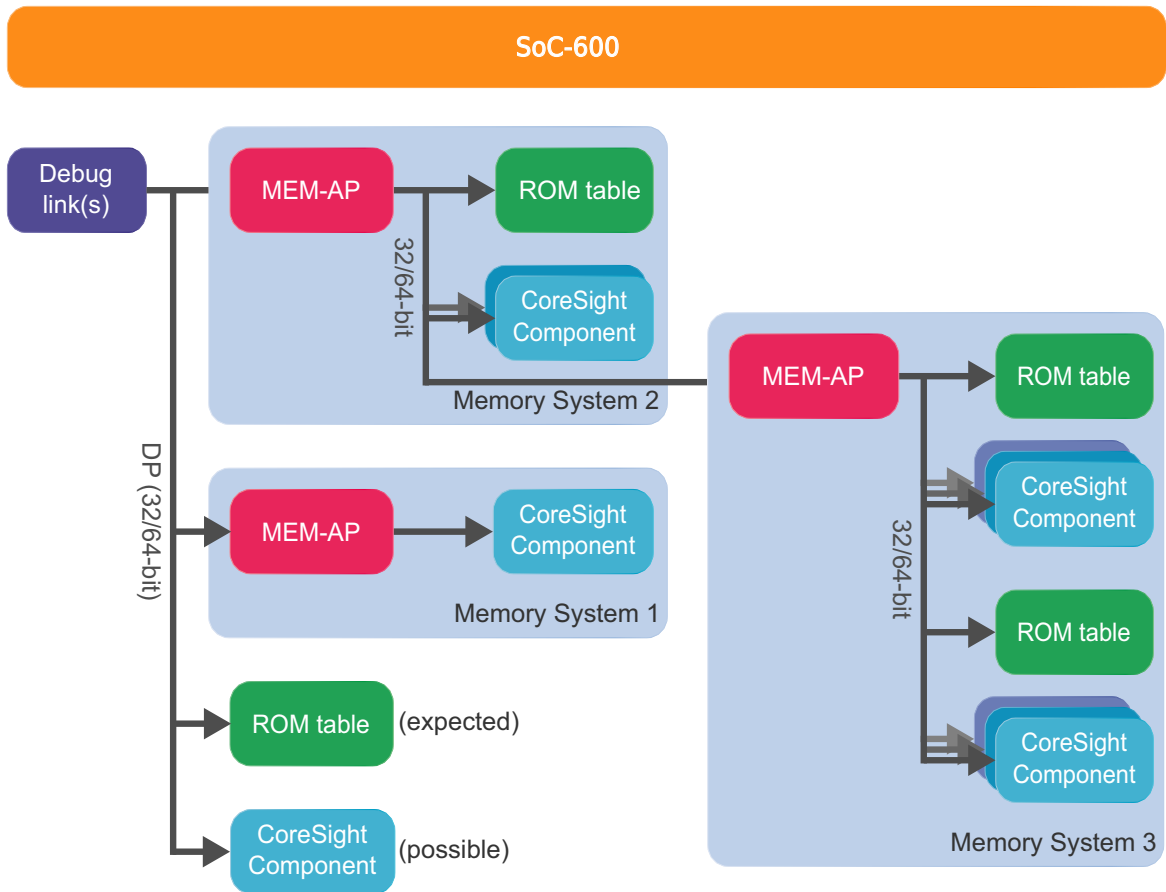 SoC-600
Debug
link(s)
MEM-AP
ROM table
32/64-bit
CoreSight
Component
Memory System 2
MEM-AP
ROM table
32/64-bit
CoreSight
Component
ROM table
CoreSight
Component
Memory System 3
DP (32/64-bit)
MEM-AP
CoreSight
Component
Memory System 1
ROM table
(expected)
CoreSight
Component
(possible)